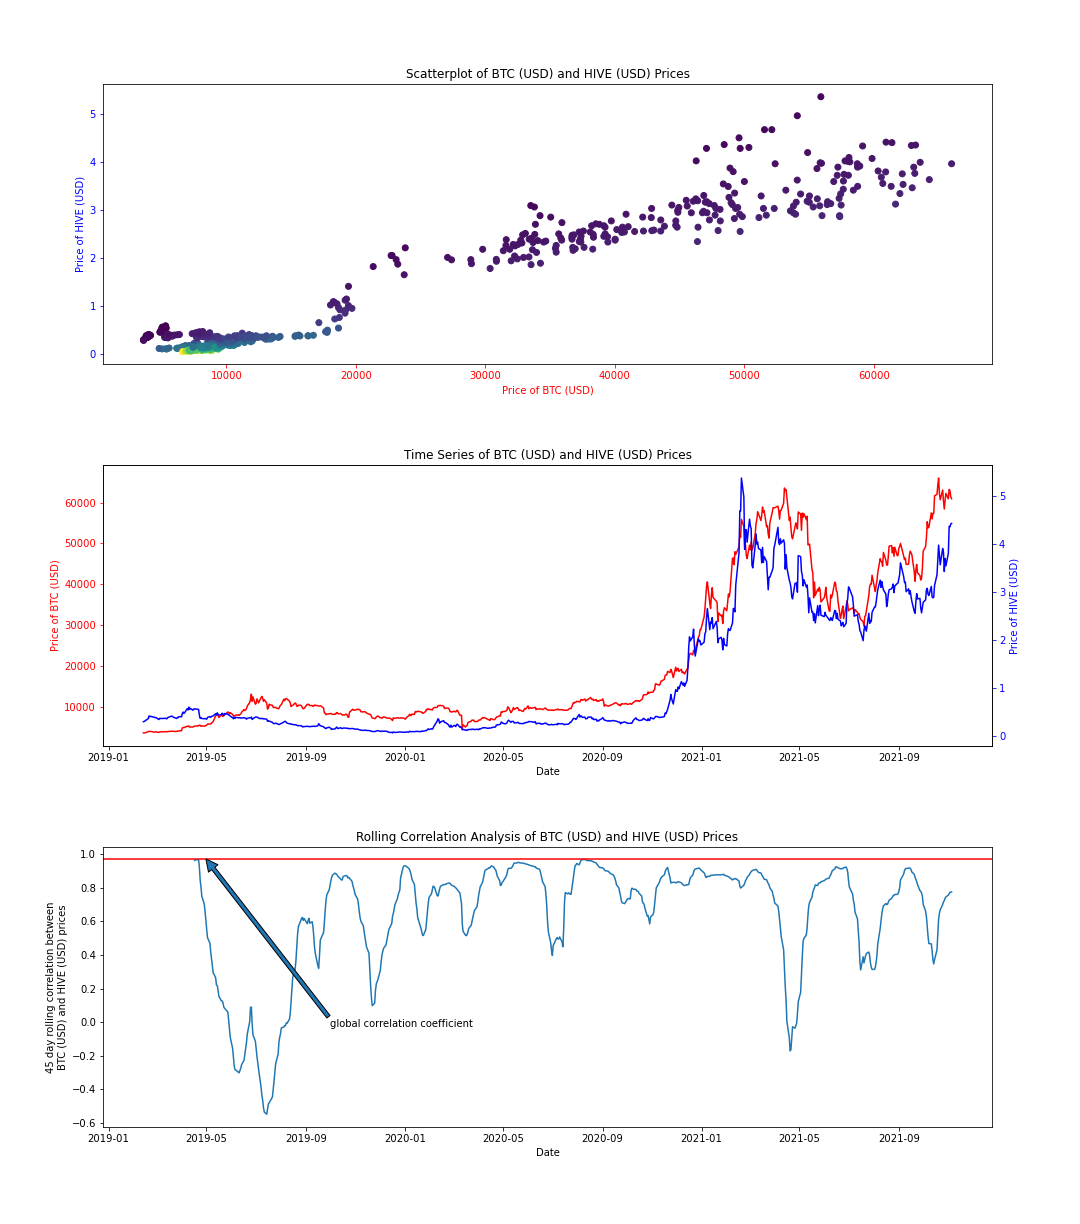 Scatterplot of BTC (USD) and HIVE (USD) Prices
Price of HIVE (USD)
5
4
3
2
1
0
10000 20000 30000 40000 50000 60000
Price of BTC (USD)
Time Series of BTC (USD) and HIVE (USD) Prices
Price of BTC (USD)
60000
50000
40000
30000
20000
10000
5
4
3
2
1
0
Price of HIVE (USD)
2019-01 2019-05 2019-09 2020-01 2020-05 2020-09 2021-01 2021-05 2021-09
Date
Rolling Correlation Analysis of BTC (USD) and HIVE (USD) Prices
45 day rolling correlation between
BTC (USD) and HIVE (USD) prices
1.0
0.8
0.6
0.4
0.2
0.0
−0.2
−0.4
−0.6
global correlation coefficient
2019-01 2019-05 2019-09 2020-01 2020-05 2020-09 2021-01 2021-05 2021-09
Date